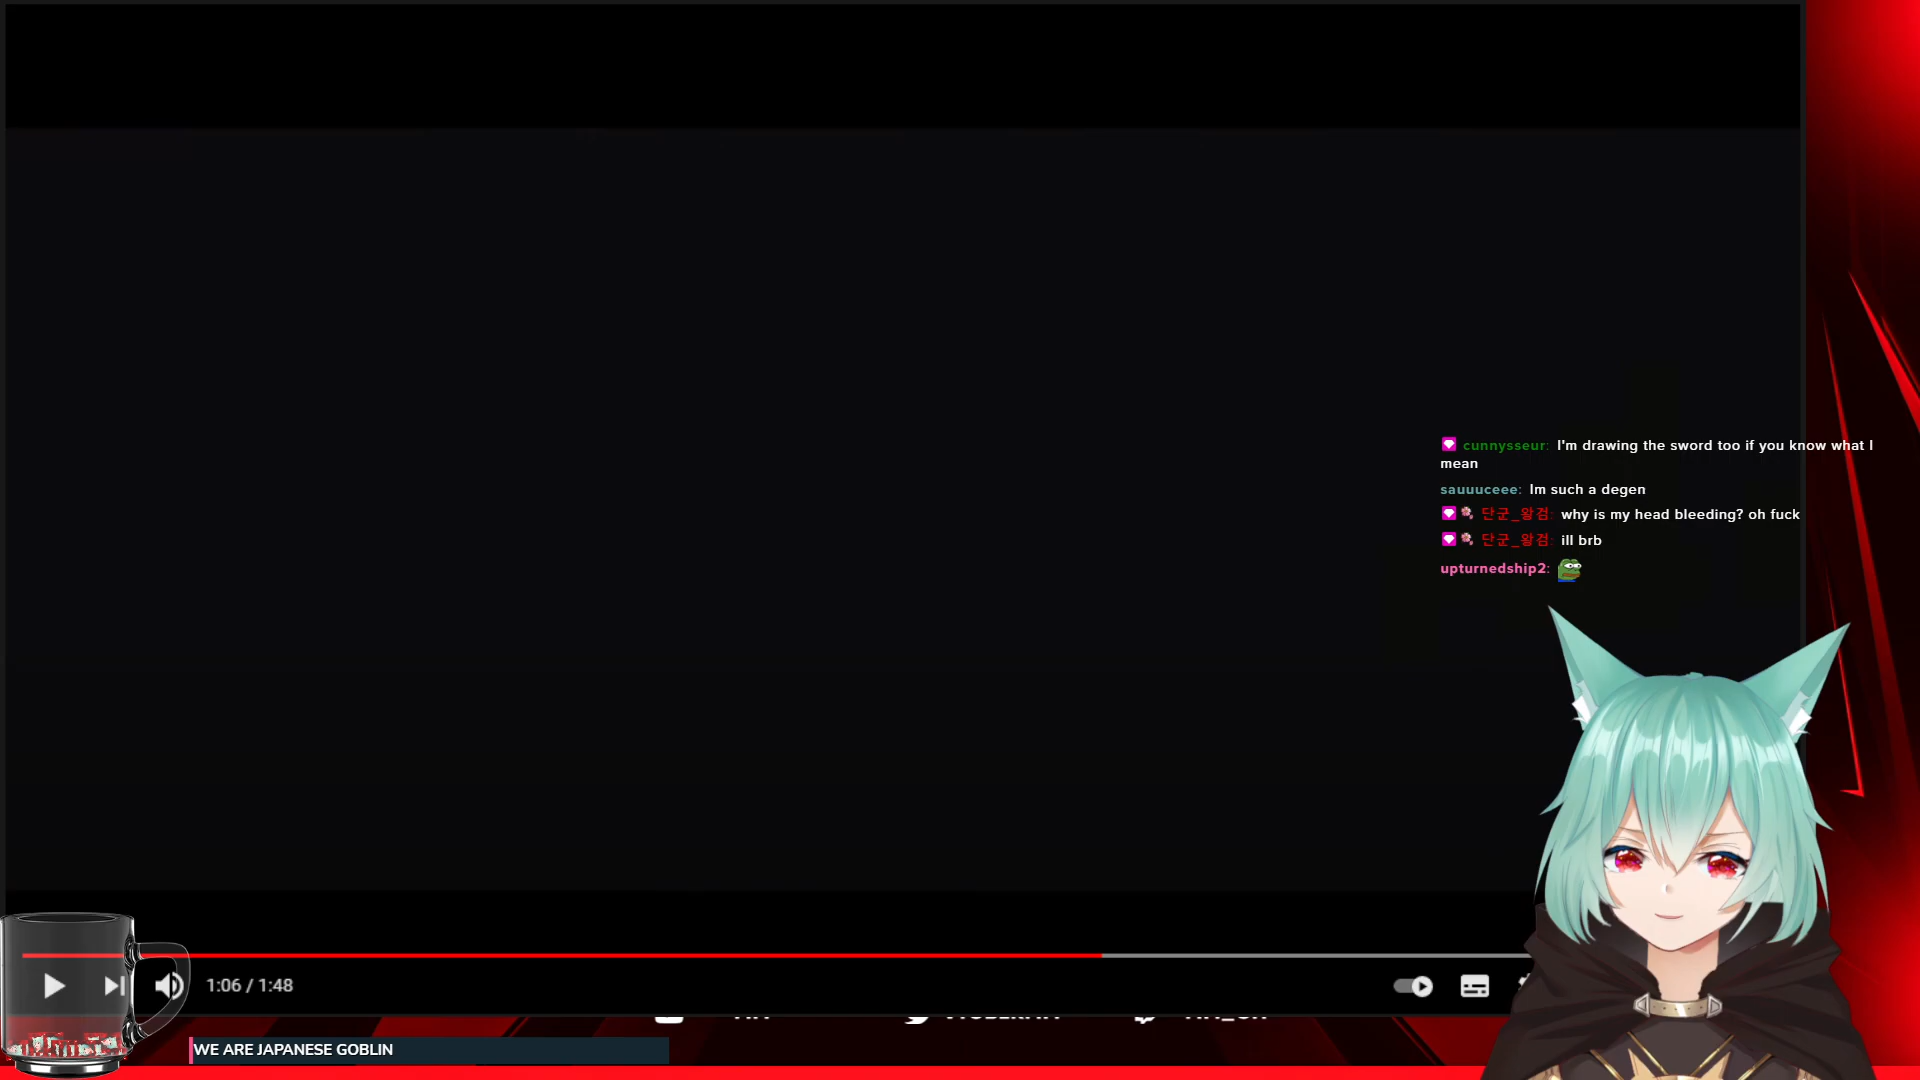 cunnysseur: I'm drawing the sword too if you know what I
mean
sauuuceee: Im such a degen
단군_왕검: why is my head bleeding? oh fuck
단군_왕검: ill brb
upturnedship2:
1:06 / 1:48
WE ARE JAPANESE GOBLIN